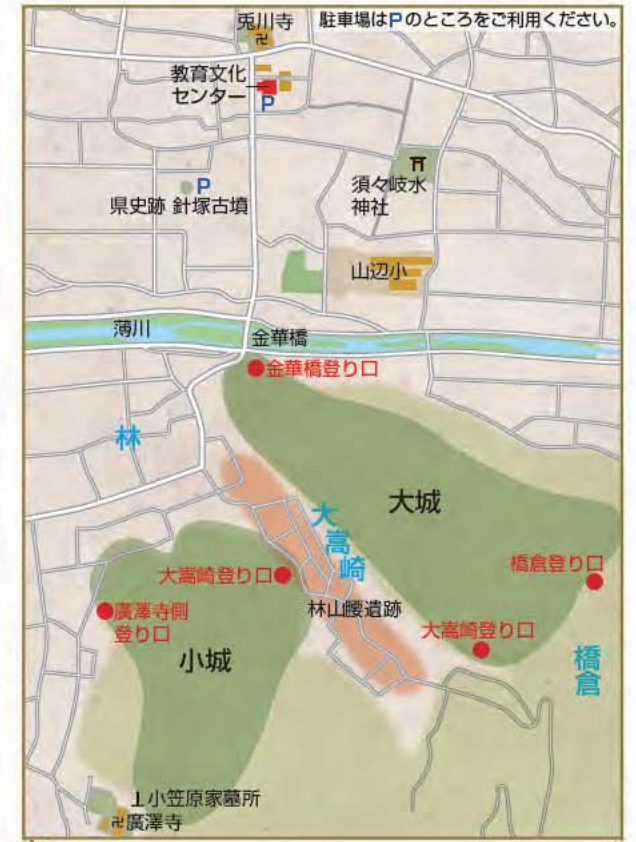 兎川寺
駐車場はPのところをご利用ください。
卍
教育文化
センター
P
P
県史跡 針塚古墳
須々岐水
神社
山辺小
薄川
金華橋
金華橋登り口
林
大城
大嵩崎
大嵩崎登り口
橋倉登り口
廣澤寺側
登り口
林山腰遺跡
大嵩崎登り口
小城
橋倉
小笠原家墓所
卍廣澤寺